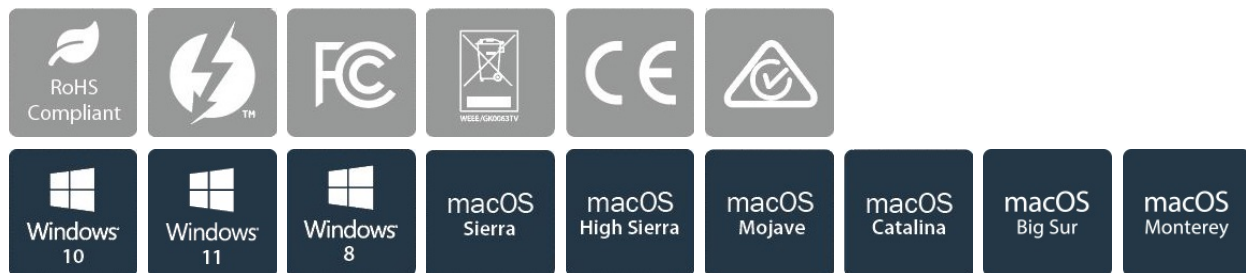 RoHS
Compliant
TM
FC
WEEE/GK0083TV
CE
Windows
10
Windows
11
Windows
8
macOS
Sierra
macOS
High Sierra
macOS
Mojave
macOS
Catalina
macOS
Big Sur
macOS
Monterey